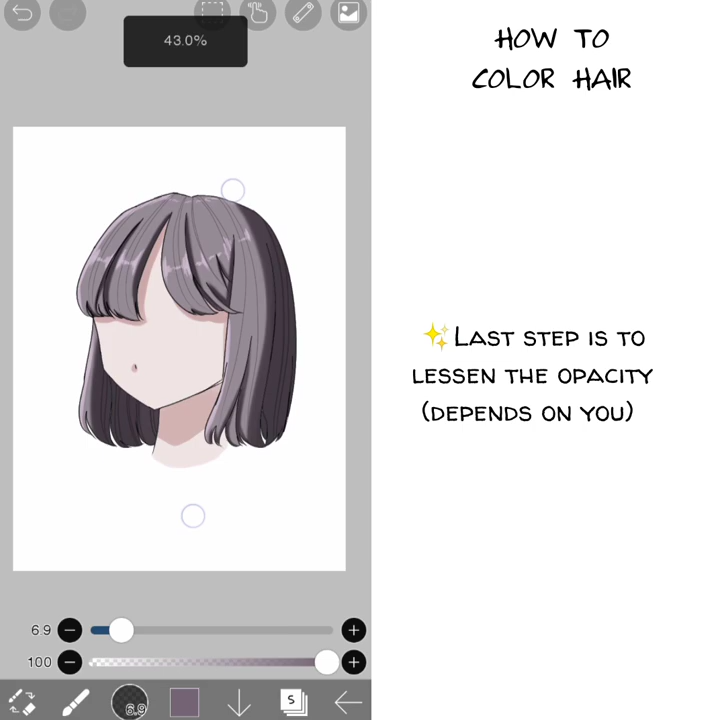 43.0%
HOW TO
COLOR HAIR
✨LAST STEP IS TO
LESSEN THE OPACITY
(DEPENDS ON YOU)
6.9
100
6.9
S